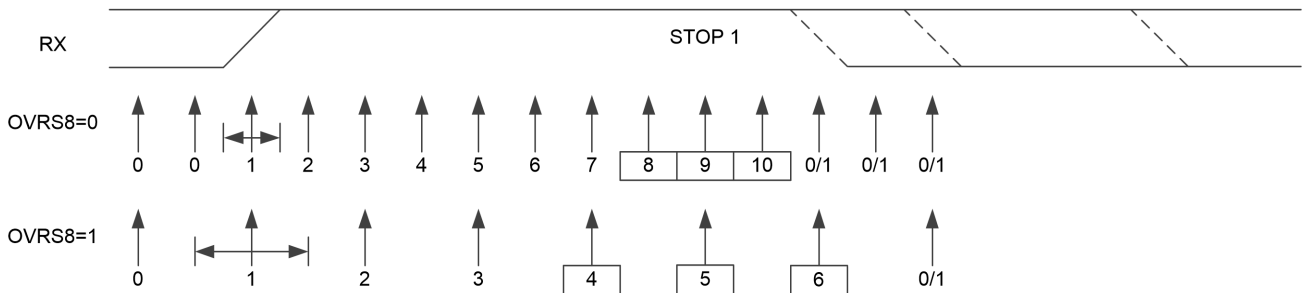 RX
STOP 1
OVRS8=0
0 0 1 2 3 4 5 6 7 8 9 10 0/1 0/1 0/1
OVRS8=1
0 1 2 3 4 5 6 0/1